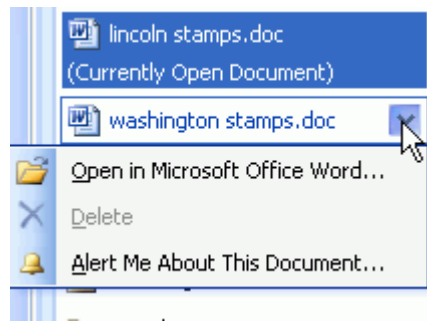 lincoln stamps.doc
(Currently Open Document)
washington stamps.doc
Open in Microsoft Office Word...
Delete
Alert Me About This Document...